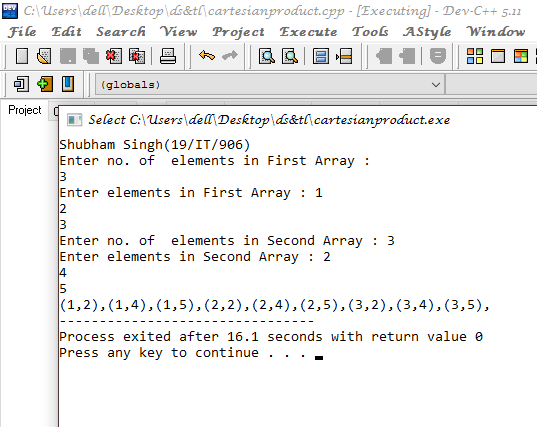 C:\Users\dell\Desktop\ds&tl\cartesianproduct.cpp - [Executing] - Dev-C++ 5.11
File Edit Search View Project Execute Tools AStyle Window
(globals)
Project
Select C:\Users\dell\Desktop\ds&tl\cartesianproduct.exe
Shubham Singh(19/IT/906)
Enter no. of  elements in First Array :
3
Enter elements in First Array : 1
2
3
Enter no. of  elements in Second Array : 3
Enter elements in Second Array : 2
4
5
(1,2),(1,4),(1,5),(2,2),(2,4),(2,5),(3,2),(3,4),(3,5),
--------------------------------
Process exited after 16.1 seconds with return value 0
Press any key to continue . . .